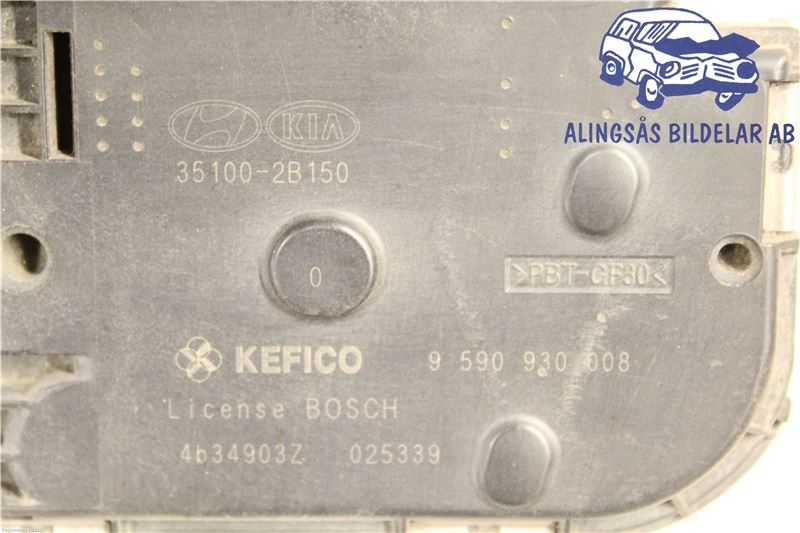 ALINGSÅS BILDELAR AB
KIA
35100-2B150
0
>PBT-GF30<
KEFICO 9 590 930 008
License BOSCH
4b34903Z 025339